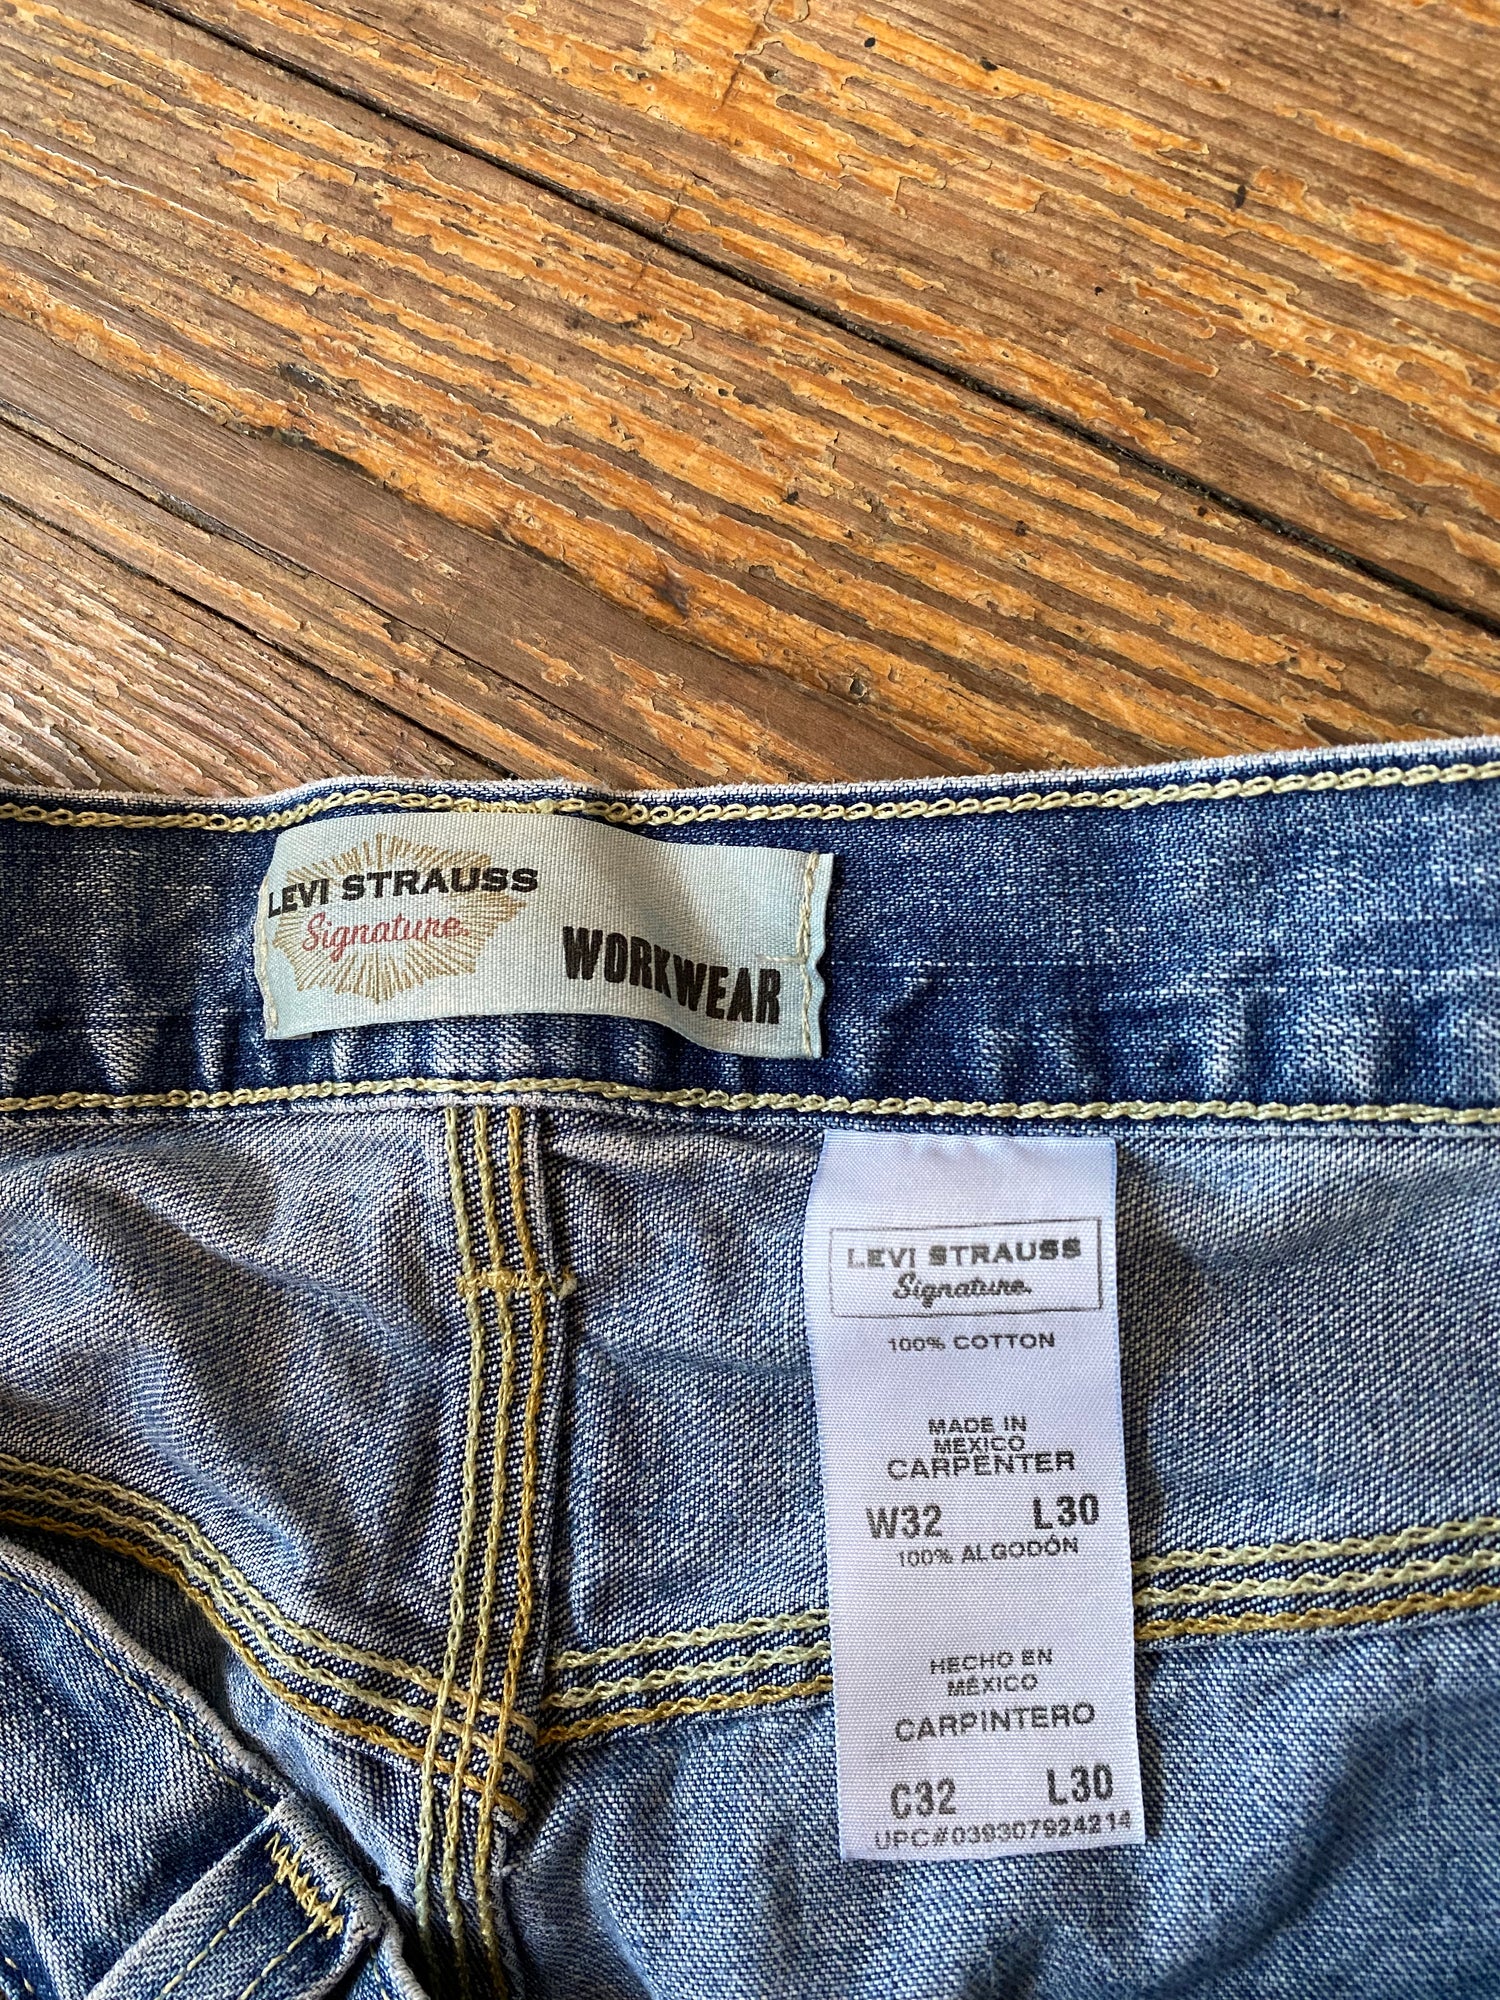 LEVI STRAUSS
Signature.
WORKWEAR
LEVI STRAUSS
Signature.
100% COTTON
MADE IN
MEXICO
CARPENTER
W32 L30
100% ALGODÓN
HECHO EN
MÉXICO
CARPINTERO
C32 L30
UPC#039307924214